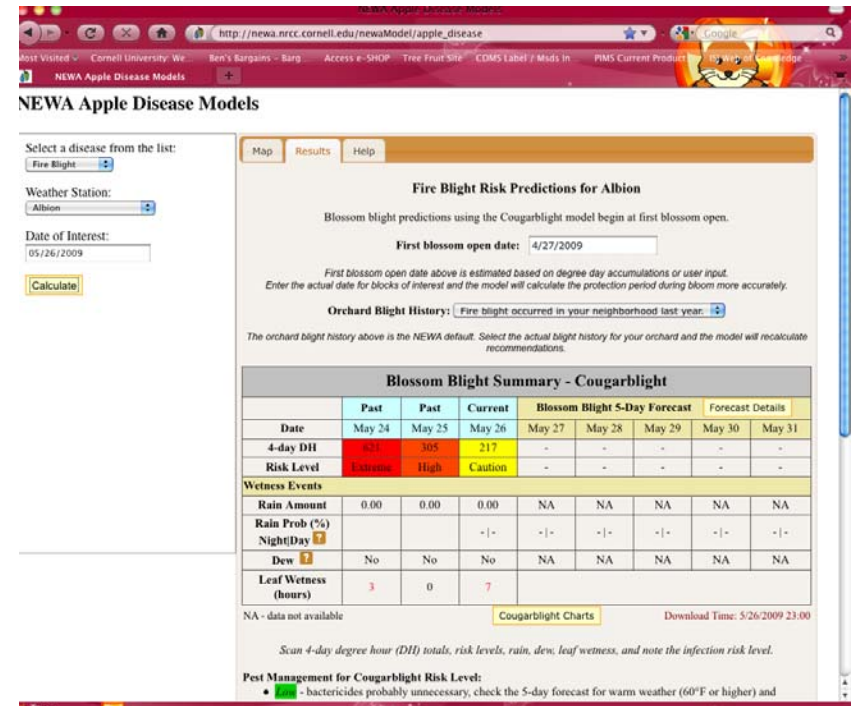 NEWA Apple Disease Models
http://newa.nrcc.cornell.edu/newaModel/apple_disease
Google
Most Visited Cornell University: We... Ben's Bargains - Barg... Access e-SHOP Tree Fruit Site COMS Label / Msds In PIMS Current Product
NEWA Apple Disease Models
NEWA Apple Disease Models
Select a disease from the list:
Fire Blight
Weather Station:
Albion
Date of Interest:
05/26/2009
Calculate
Map Results Help
Fire Blight Risk Predictions for Albion
Blossom blight predictions using the Cougarblight model begin at first blossom open.
First blossom open date: 4/27/2009
First blossom open date above is estimated based on degree day accumulations or user input.
Enter the actual date for blocks of interest and the model will calculate the protection period during bloom more accurately.
Orchard Blight History: Fire blight occurred in your neighborhood last year.
The orchard blight history above is the NEWA default. Select the actual blight history for your orchard and the model will recalculate
recommendations.
Blossom Blight Summary - Cougarblight
Past Past Current Blossom Blight 5-Day Forecast Forecast Details
Date May 24 May 25 May 26 May 27 May 28 May 29 May 30 May 31
4-day DH 305 217 - - - - -
Risk Level Extreme High Caution - - - - -
Wetness Events
Rain Amount 0.00 0.00 0.00 NA NA NA NA NA
Rain Prob (%)
Night|Day ? -|- -|- -|- -|- -|- -|-
Dew ? No No No NA NA NA NA NA
Leaf Wetness
(hours) 3 0 7
NA - data not available Cougarblight Charts Download Time: 5/26/2009 23:00
Scan 4-day degree hour (DH) totals, risk levels, rain, dew, leaf wetness, and note the infection risk level.
Pest Management for Cougarblight Risk Level:
• Low - bactericides probably unnecessary, check the 5-day forecast for warm weather (60°F or higher) and